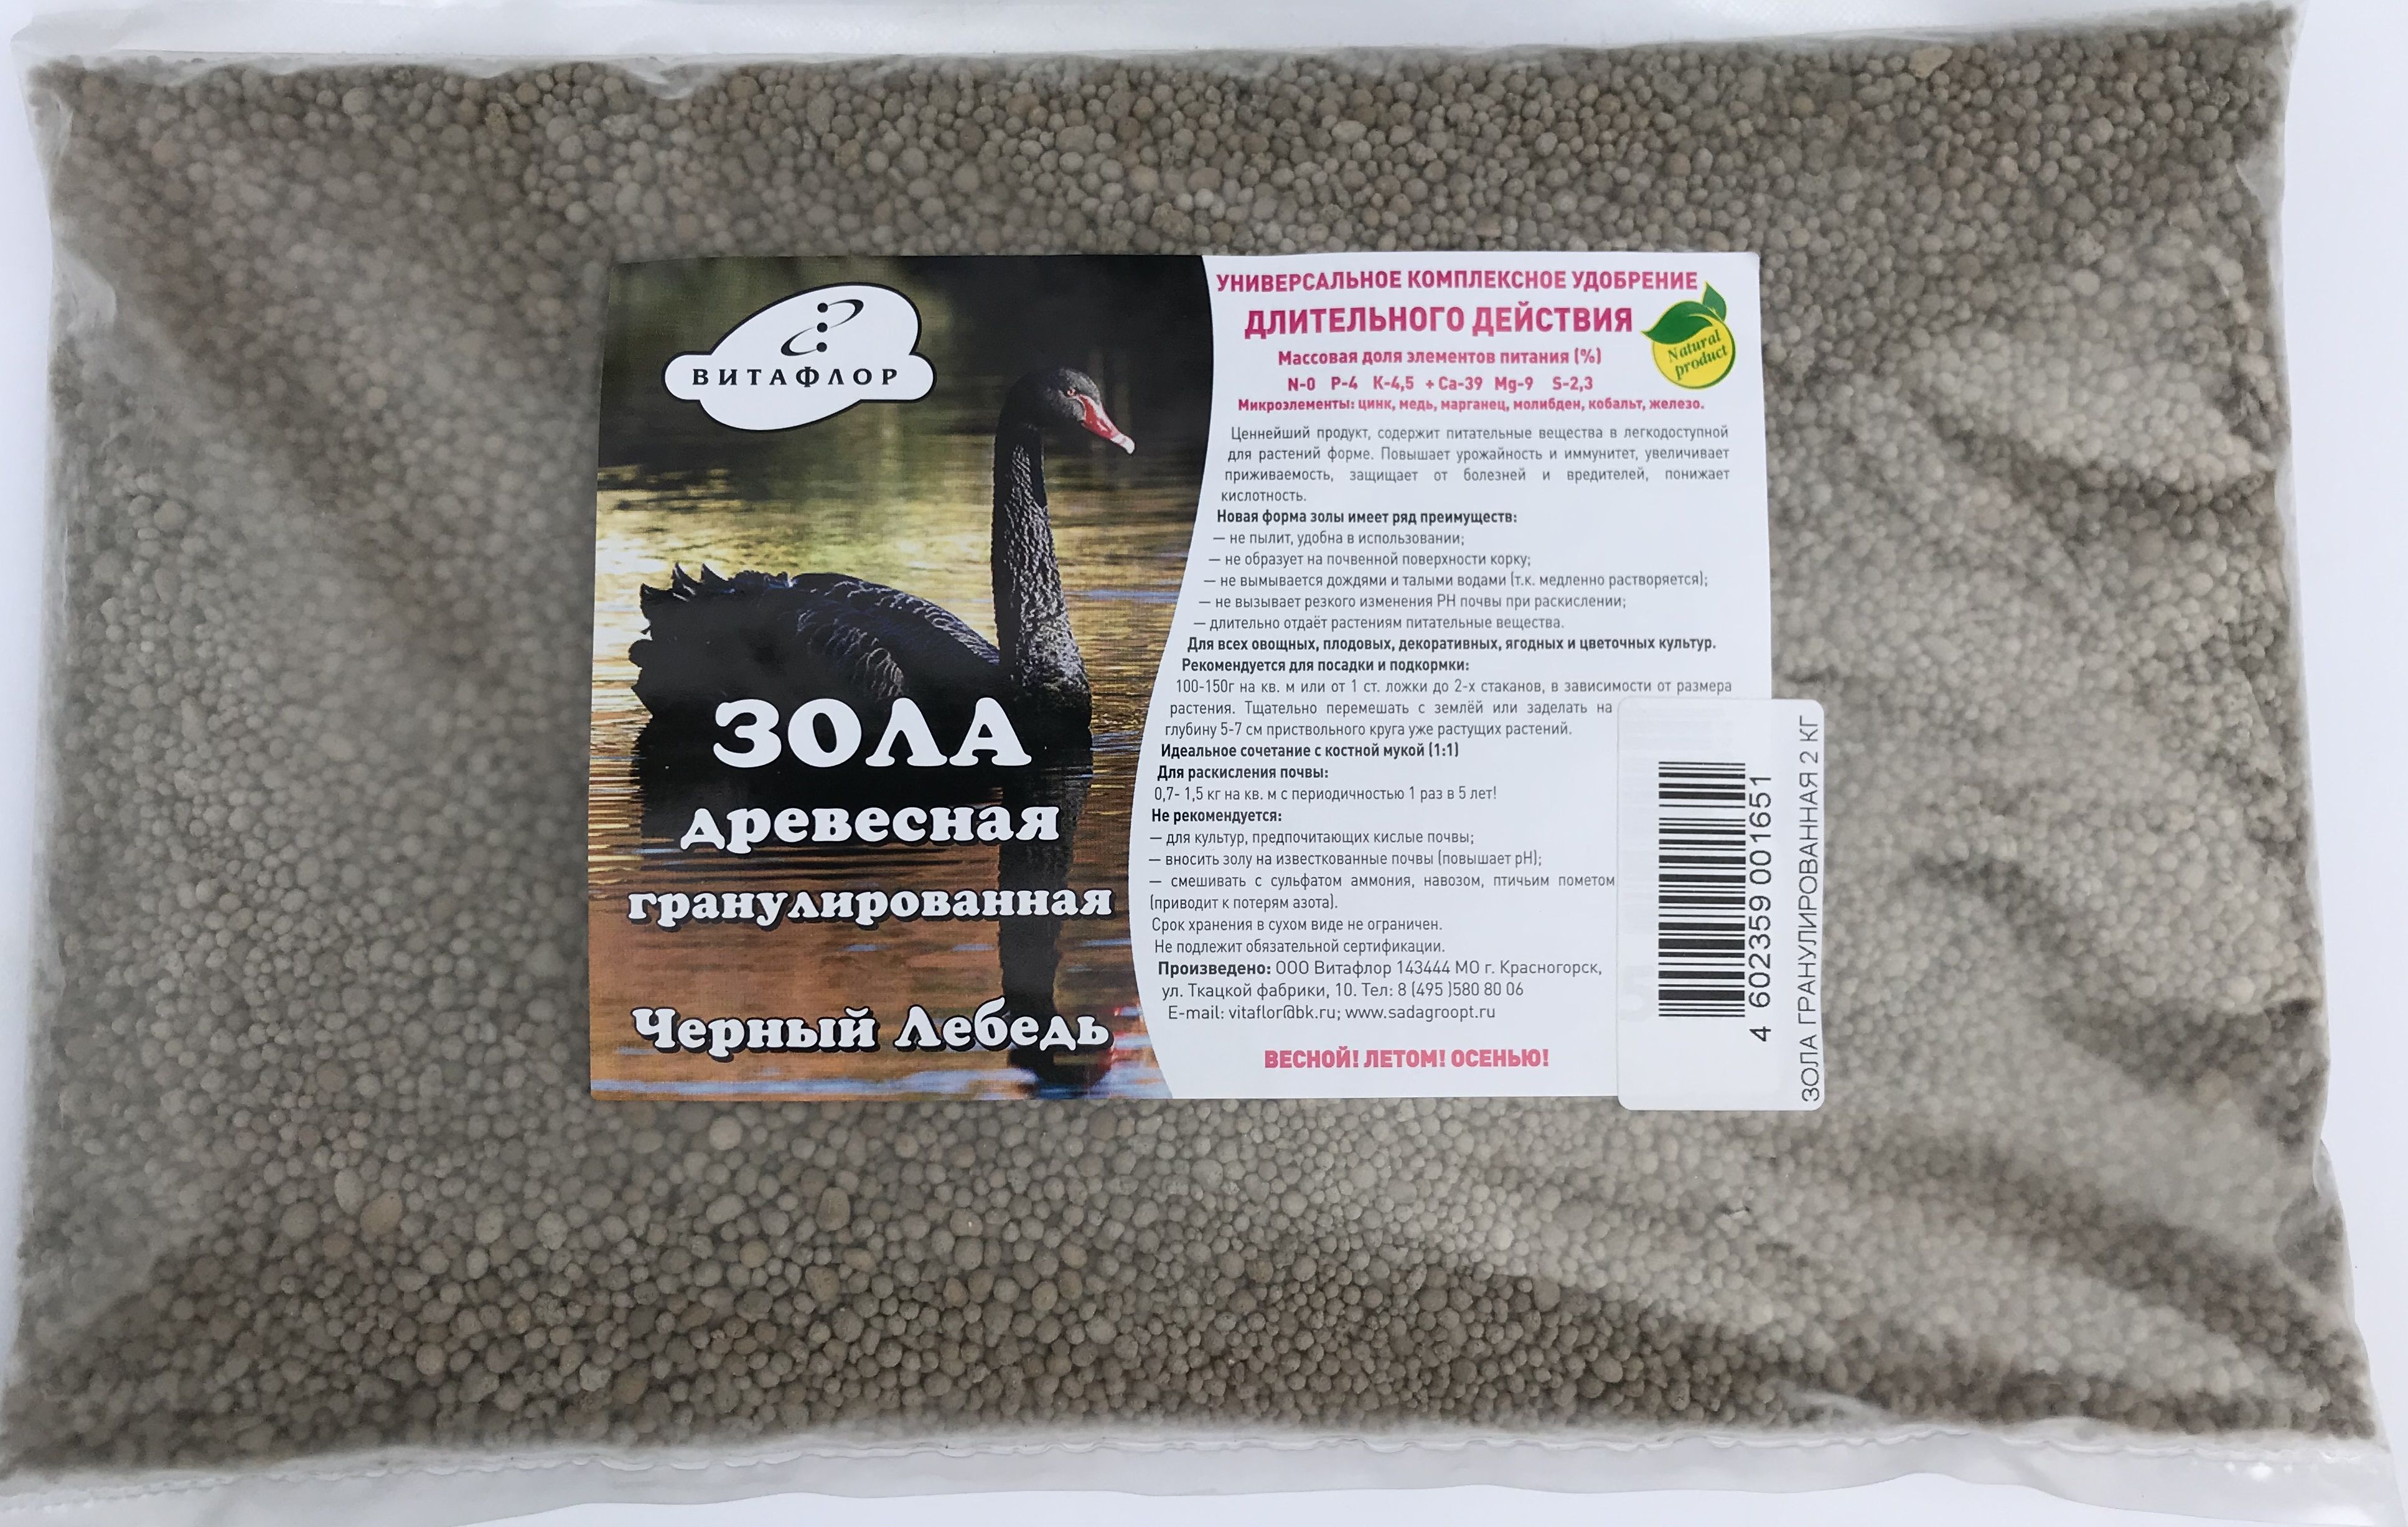 ВИТАФЛОР
ЗОЛА
древесная
гранулированная
Черный Лебедь
УНИВЕРСАЛЬНОЕ КОМПЛЕКСНОЕ УДОБРЕНИЕ
ДЛИТЕЛЬНОГО ДЕЙСТВИЯ
Natural
product
Массовая доля элементов питания (%)
N-0 P-4 K-4,5 + Ca-39 Mg-9 S-2,3
Микроэлементы: цинк, медь, марганец, молибден, кобальт, железо.
Ценнейший продукт, содержит питательные вещества в легкодоступной
для растений форме. Повышает урожайность и иммунитет, увеличивает
приживаемость, защищает от болезней и вредителей, понижает
кислотность.
Новая форма золы имеет ряд преимуществ:
— не пылит, удобна в использовании;
— не образует на почвенной поверхности корку;
— не вымывается дождями и талыми водами (т.к. медленно растворяется);
— не вызывает резкого изменения РН почвы при раскислении;
— длительно отдаёт растениям питательные вещества.
Для всех овощных, плодовых, декоративных, ягодных и цветочных культур.
Рекомендуется для посадки и подкормки:
100-150г на кв. м или от 1 ст. ложки до 2-х стаканов, в зависимости от размера
растения. Тщательно перемешать с землёй или заделать на
глубину 5-7 см приствольного круга уже растущих растений.
Идеальное сочетание с костной мукой (1:1)
Для раскисления почвы:
0,7- 1,5 кг на кв. м с периодичностью 1 раз в 5 лет!
Не рекомендуется:
— для культур, предпочитающих кислые почвы;
— вносить золу на известкованные почвы (повышает pH);
— смешивать с сульфатом аммония, навозом, птичьим пометом
(приводит к потерям азота).
Срок хранения в сухом виде не ограничен.
Не подлежит обязательной сертификации.
Произведено: ООО Витафлор 143444 МО г. Красногорск,
ул. Ткацкой фабрики, 10. Тел: 8 (495 )580 80 06
E-mail: vitaflor@bk.ru; www.sadagroopt.ru
ВЕСНОЙ! ЛЕТОМ! ОСЕНЬЮ!
4 602359 001651
ЗОЛА ГРАНУЛИРОВАННАЯ 2 КГ